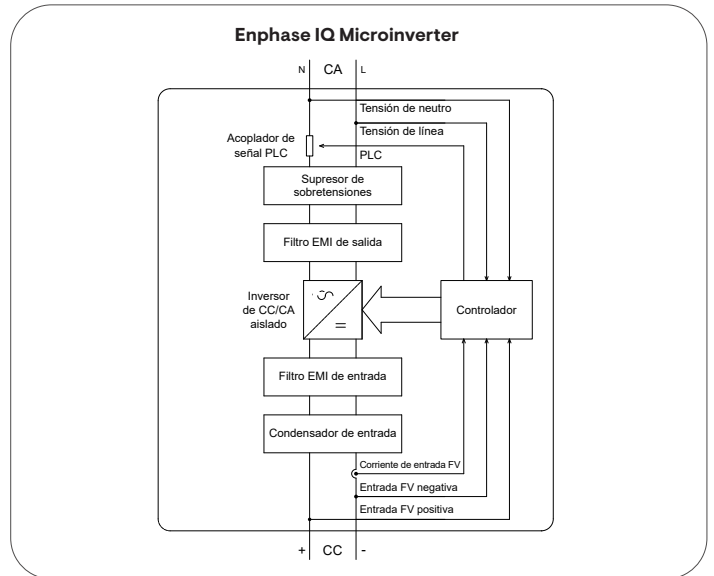 Enphase IQ Microinverter
N CA L
Tensión de neutro
Tensión de línea
Acoplador de
señal PLC
PLC
Supresor de
sobretensiones
Filtro EMI de salida
Inversor
de CC/CA
aislado
Controlador
Filtro EMI de entrada
Condensador de entrada
Corriente de entrada FV
Entrada FV negativa
Entrada FV positiva
+ CC -